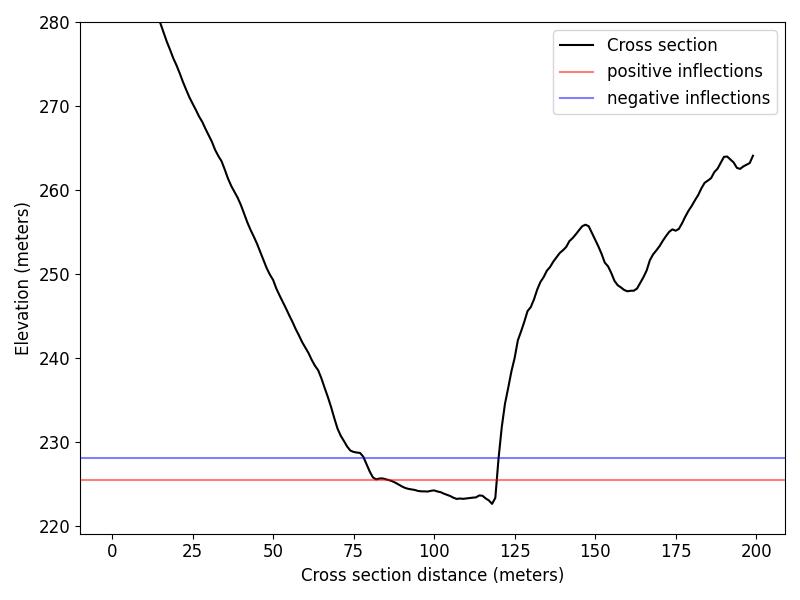 280
270
260
250
240
230
220
Elevation (meters)
Cross section
positive inflections
negative inflections
0 25 50 75 100 125 150 175 200
Cross section distance (meters)